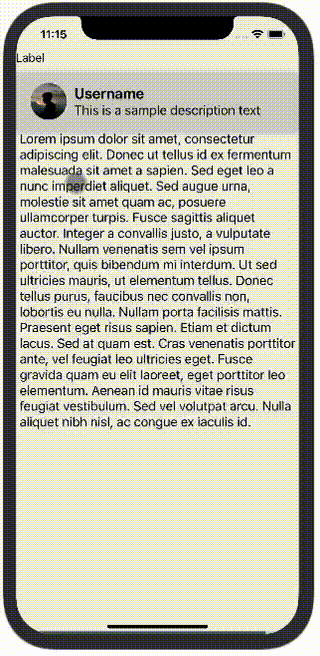 11:15
Label
Username
This is a sample description text
Lorem ipsum dolor sit amet, consectetur
adipiscing elit. Donec ut tellus id ex fermentum
malesuada sit amet a sapien. Sed eget leo a
nunc imperdiet aliquet. Sed augue urna,
molestie sit amet quam ac, posuere
ullamcorper turpis. Fusce sagittis aliquet
auctor. Integer a convallis justo, a vulputate
libero. Nullam venenatis sem vel ipsum
porttitor, quis bibendum mi interdum. Ut sed
ultricies mauris, ut elementum tellus. Donec
tellus purus, faucibus nec convallis non,
lobortis eu nulla. Nullam porta facilisis mattis.
Praesent eget risus sapien. Etiam et dictum
lacus. Sed at quam est. Cras venenatis porttitor
ante, vel feugiat leo ultricies eget. Fusce
gravida quam eu elit laoreet, eget porttitor leo
elementum. Aenean id mauris vitae risus
feugiat vestibulum. Sed vel volutpat arcu. Nulla
aliquet nibh nisl, ac congue ex iaculis id.